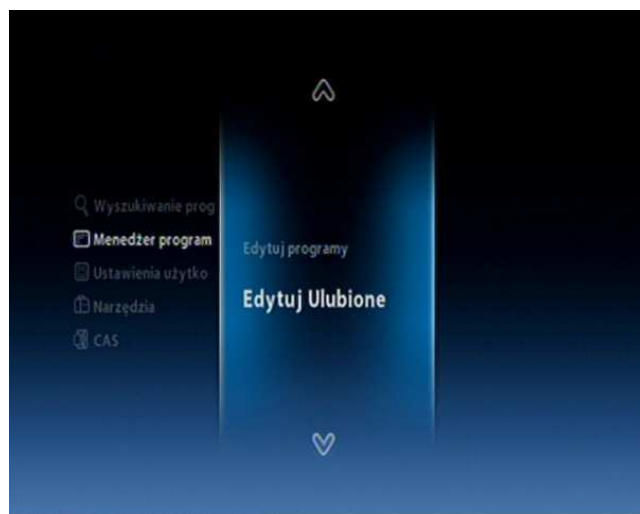 Wyszukiwanie prog
Menedżer program
Ustawienia użytko
Narzędzia
CAS
Edytuj programy
Edytuj Ulubione